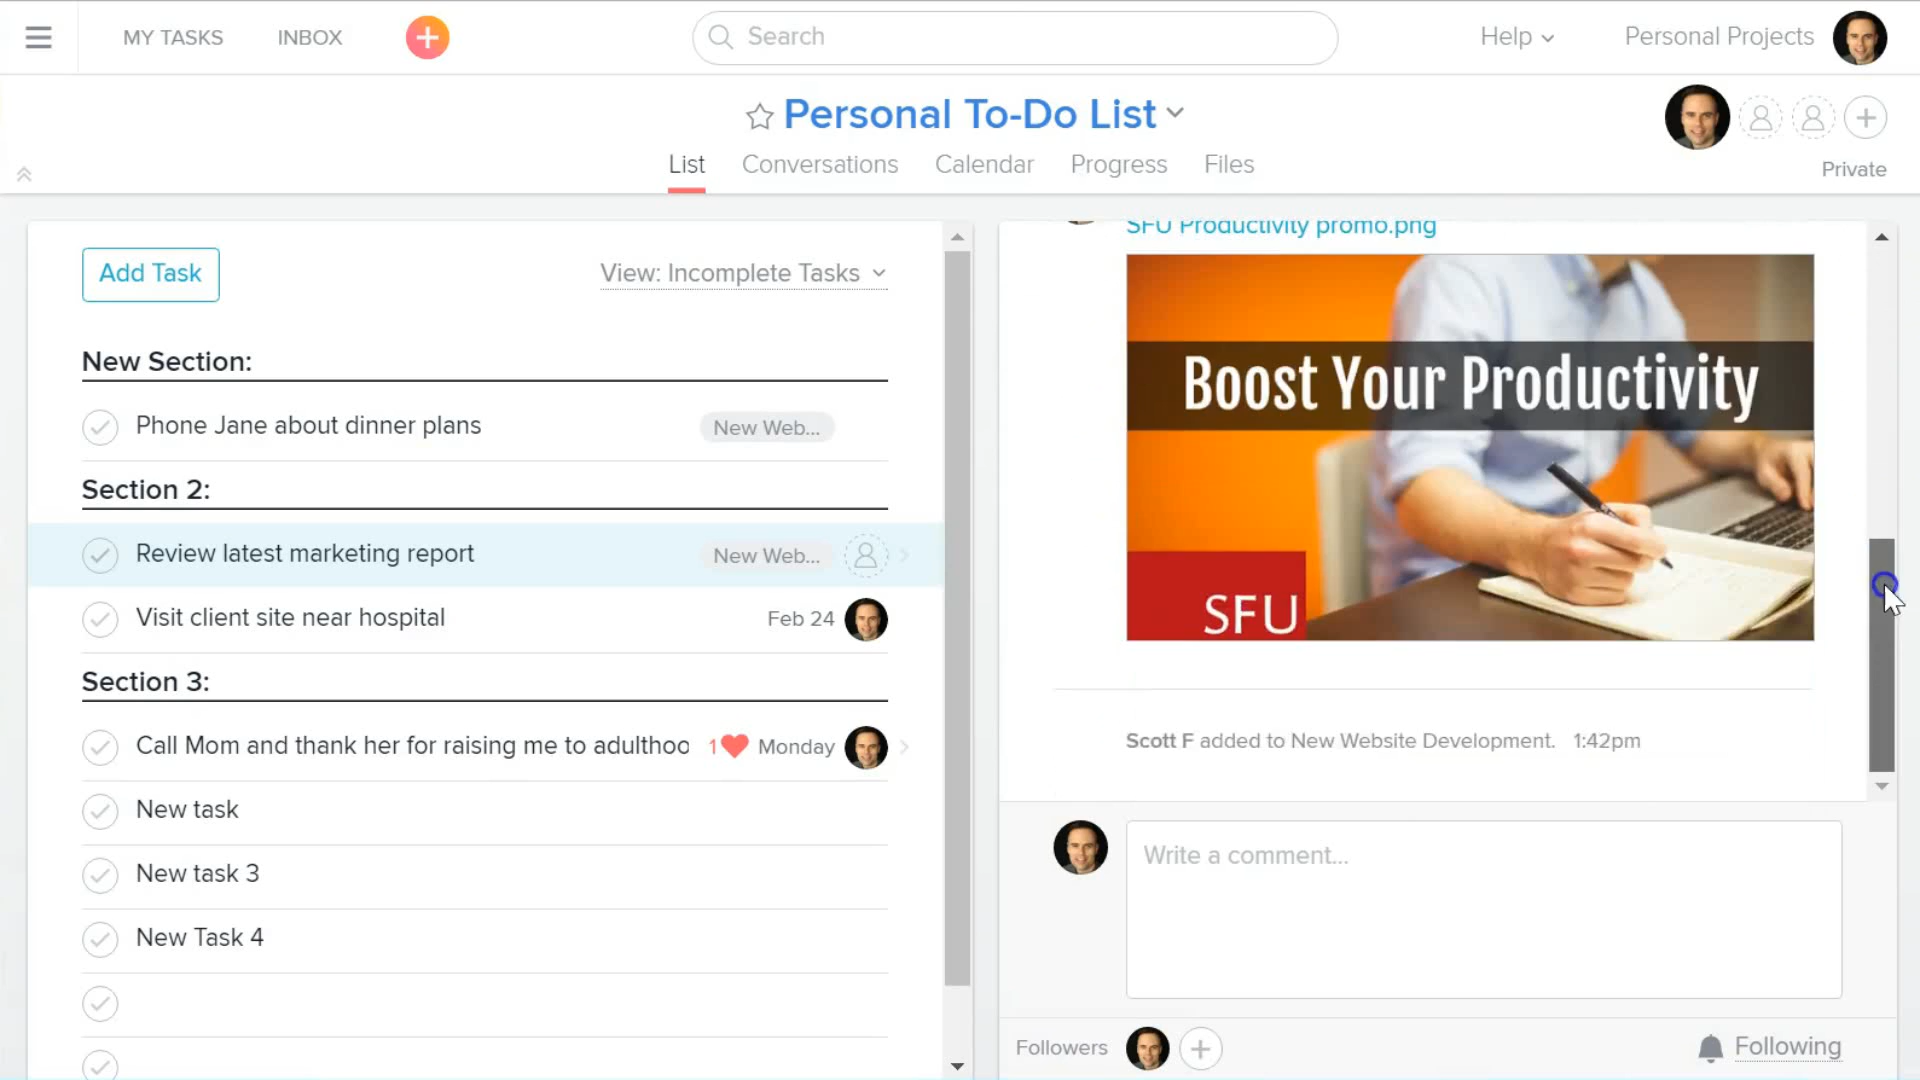 MY TASKS
INBOX
Search
Help
Personal Projects
Personal To-Do List
List
Conversations
Calendar
Progress
Files
Private
Add Task
View: Incomplete Tasks
New Section:
Phone Jane about dinner plans
New Web...
Section 2:
Review latest marketing report
New Web...
Visit client site near hospital
Feb 24
Section 3:
Call Mom and thank her for raising me to adulthoo
1
Monday
New task
New task 3
New Task 4
SFU Productivity promo.png
Boost Your Productivity
SFU
Scott F added to New Website Development. 1:42pm
Write a comment...
Followers
Following